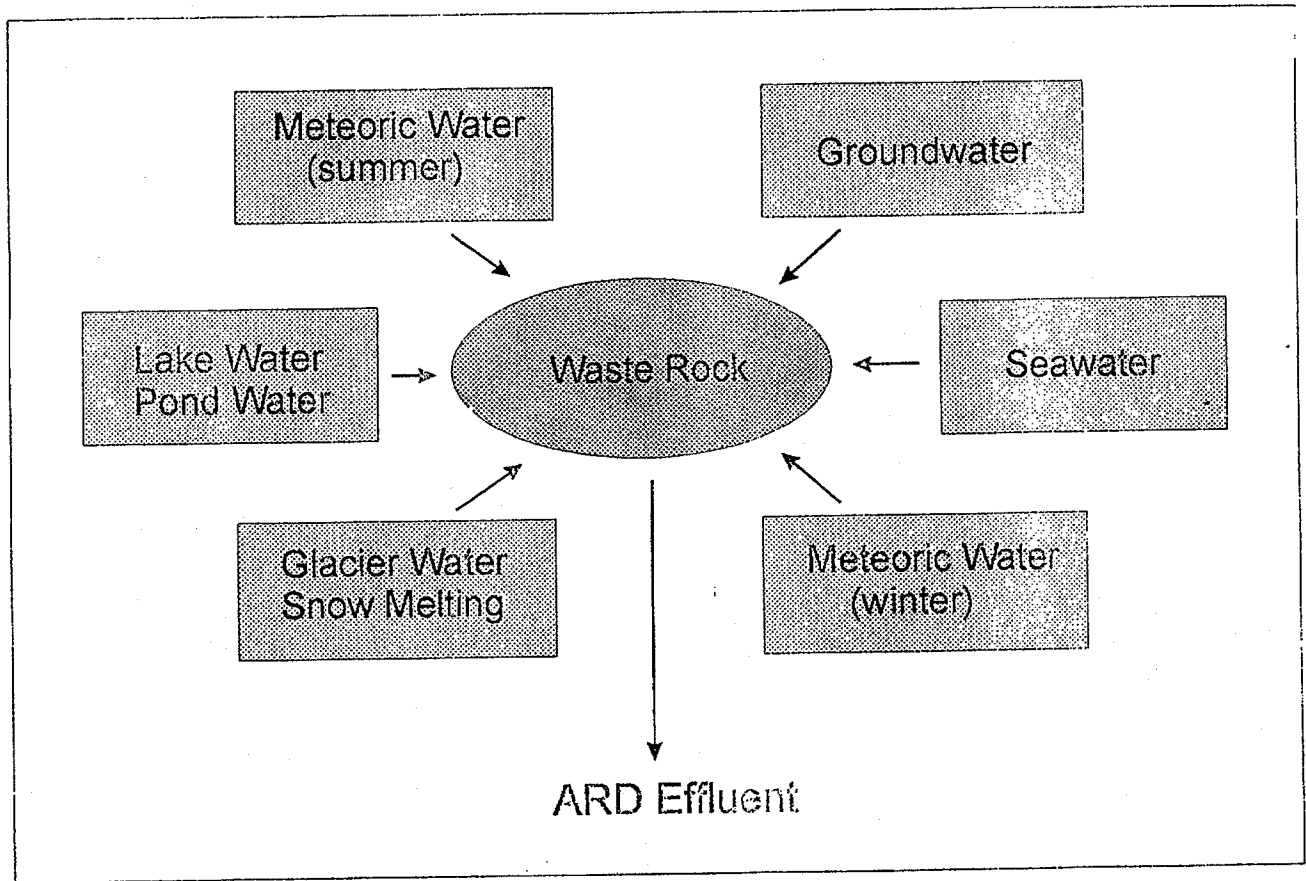 Meteoric Water
(summer)
Groundwater
Lake Water
Pond Water
Waste Rock
Seawater
Glacier Water
Snow Melting
Meteoric Water
(winter)
ARD Effluent